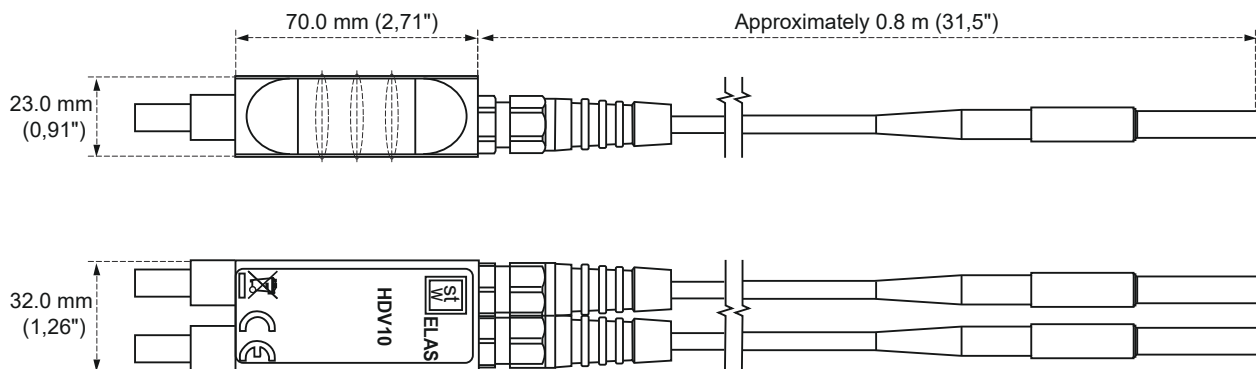 70.0 mm (2,71")
Approximately 0.8 m (31,5")
23.0 mm
(0,91")
32.0 mm
(1,26")
HDV10
st
W
ELAS
CE